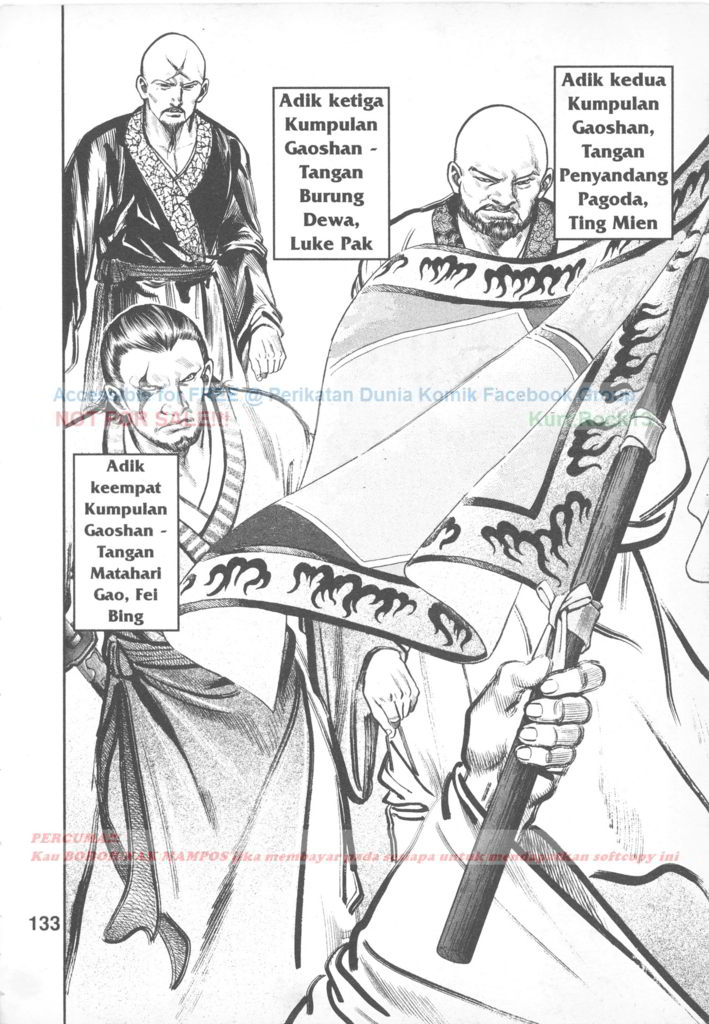 Adik kedua
Kumpulan
Gaoshan,
Tangan
Penyandang
Pagoda,
Ting Mien
Adik ketiga
Kumpulan
Gaoshan -
Tangan
Burung
Dewa,
Luke Pak
Accessible for FREE @ Perikatan Dunia Komik Facebook Group
NOT FOR SALE!!!
Kuri Rock15
Adik
keempat
Kumpulan
Gaoshan -
Tangan
Matahari
Gao, Fei
Bing
PERCUMA!!
Kau BODOH NAK MAMPOS jika membayar pada sesiapa untuk mendapatkan softcopy ini
133